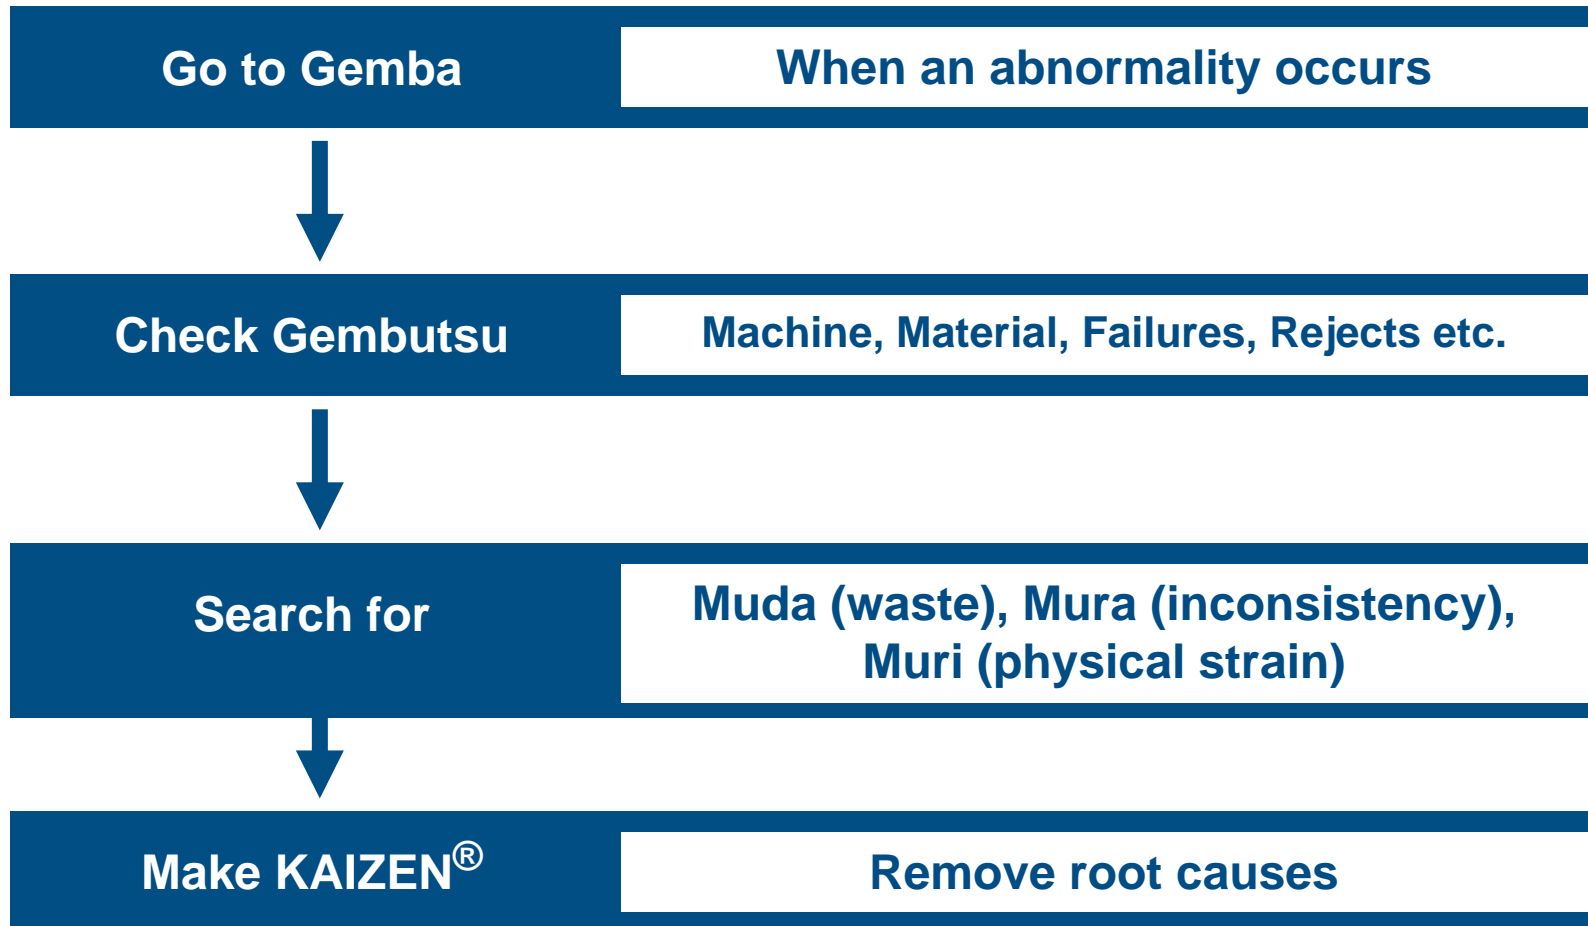 Go to Gemba
When an abnormality occurs
Check Gembutsu
Machine, Material, Failures, Rejects etc.
Search for
Muda (waste), Mura (inconsistency),
Muri (physical strain)
Make KAIZEN®
Remove root causes